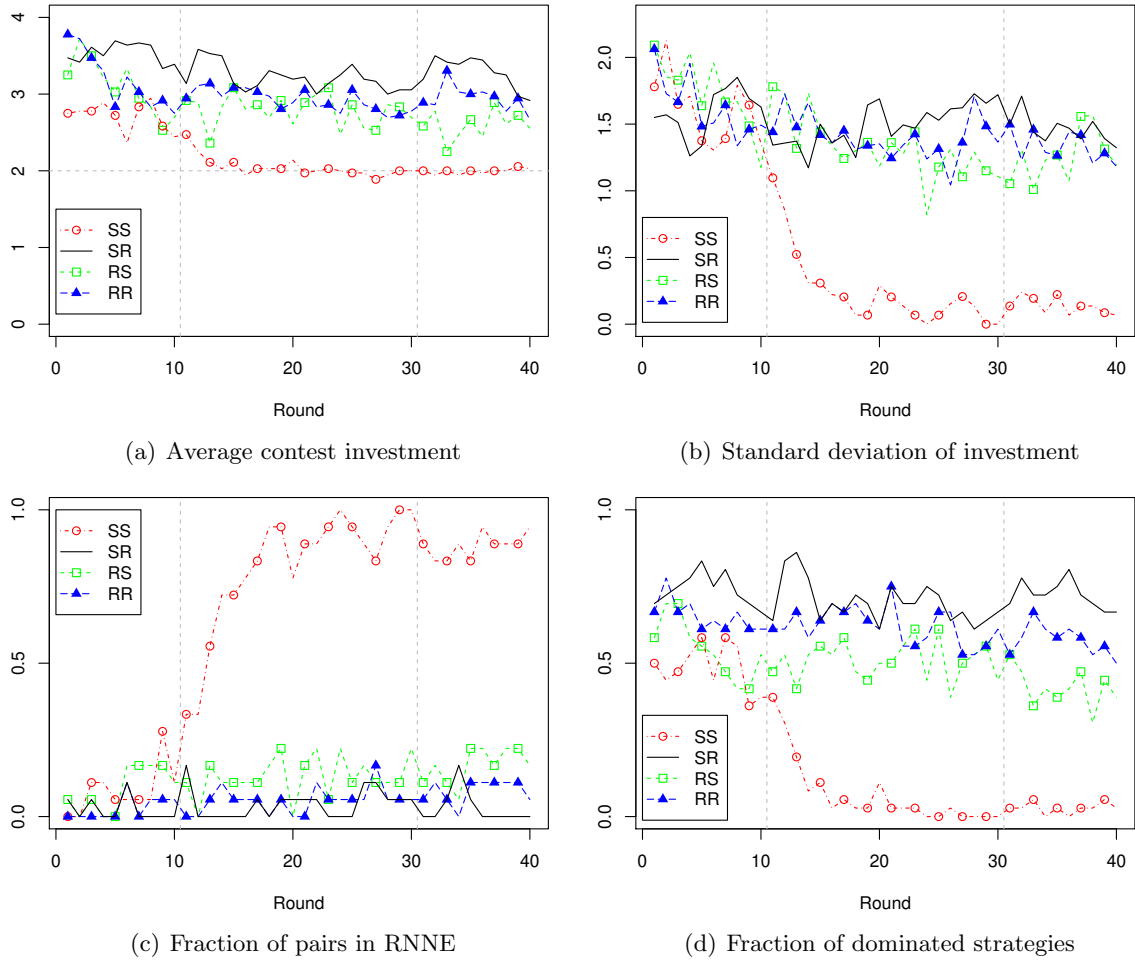 4
3
2
1
0
SS
SR
RS
RR
0 10 20 30 40
Round
(a) Average contest investment
2.0
1.5
1.0
0.5
0.0
SS
SR
RS
RR
0 10 20 30 40
Round
(b) Standard deviation of investment
1.0
0.5
0.0
SS
SR
RS
RR
0 10 20 30 40
Round
(c) Fraction of pairs in RNNE
1.0
0.5
0.0
SS
SR
RS
RR
0 10 20 30 40
Round
(d) Fraction of dominated strategies